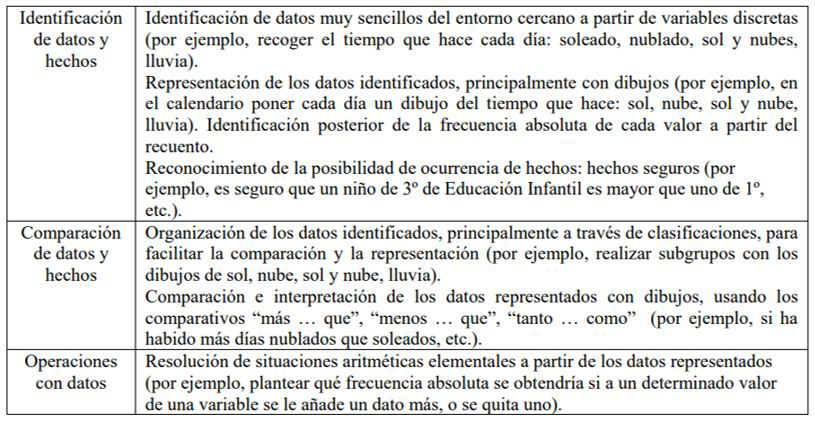 Identificación de datos y hechos
Identificación de datos muy sencillos del entorno cercano a partir de variables discretas
(por ejemplo, recoger el tiempo que hace cada día: soleado, nublado, sol y nubes,
lluvia).
Representación de los datos identificados, principalmente con dibujos (por ejemplo, en
el calendario poner cada día un dibujo del tiempo que hace: sol, nube, sol y nube,
lluvia). Identificación posterior de la frecuencia absoluta de cada valor a partir del
recuento.
Reconocimiento de la posibilidad de ocurrencia de hechos: hechos seguros (por
ejemplo, es seguro que un niño de 3º de Educación Infantil es mayor que uno de 1º,
etc.).
Comparación de datos y hechos
Organización de los datos identificados, principalmente a través de clasificaciones, para
facilitar la comparación y la representación (por ejemplo, realizar subgrupos con los
dibujos de sol, nube, sol y nube, lluvia).
Comparación e interpretación de los datos representados con dibujos, usando los
comparativos “más … que”, “menos … que”, “tanto … como” (por ejemplo, si ha
habido más días nublados que soleados, etc.).
Operaciones con datos
Resolución de situaciones aritméticas elementales a partir de los datos representados
(por ejemplo, plantear qué frecuencia absoluta se obtendría si a un determinado valor
de una variable se le añade un dato más, o se quita uno).